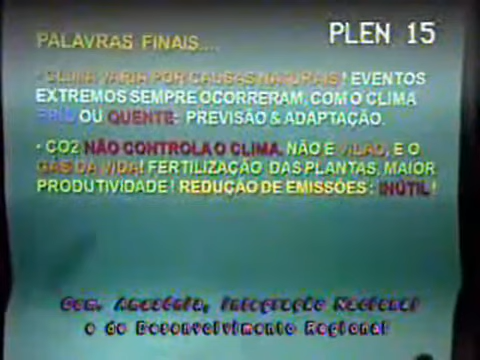 PLEN 15
PALAVRAS FINAIS....
• CLIMA VARIA POR CAUSAS NATURAIS! EVENTOS
EXTREMOS SEMPRE OCORRERAM, COM O CLIMA
FRIO OU QUENTE: PREVISÃO & ADAPTAÇÃO.
• CO2 NÃO CONTROLA O CLIMA, NÃO É VILÃO, E O
GÁS DA VIDA! FERTILIZAÇÃO DAS PLANTAS, MAIOR
PRODUTIVIDADE! REDUÇÃO DE EMISSÕES: INÚTIL!
Com. Amazônia, Integração Nacional
e de Desenvolvimento Regional